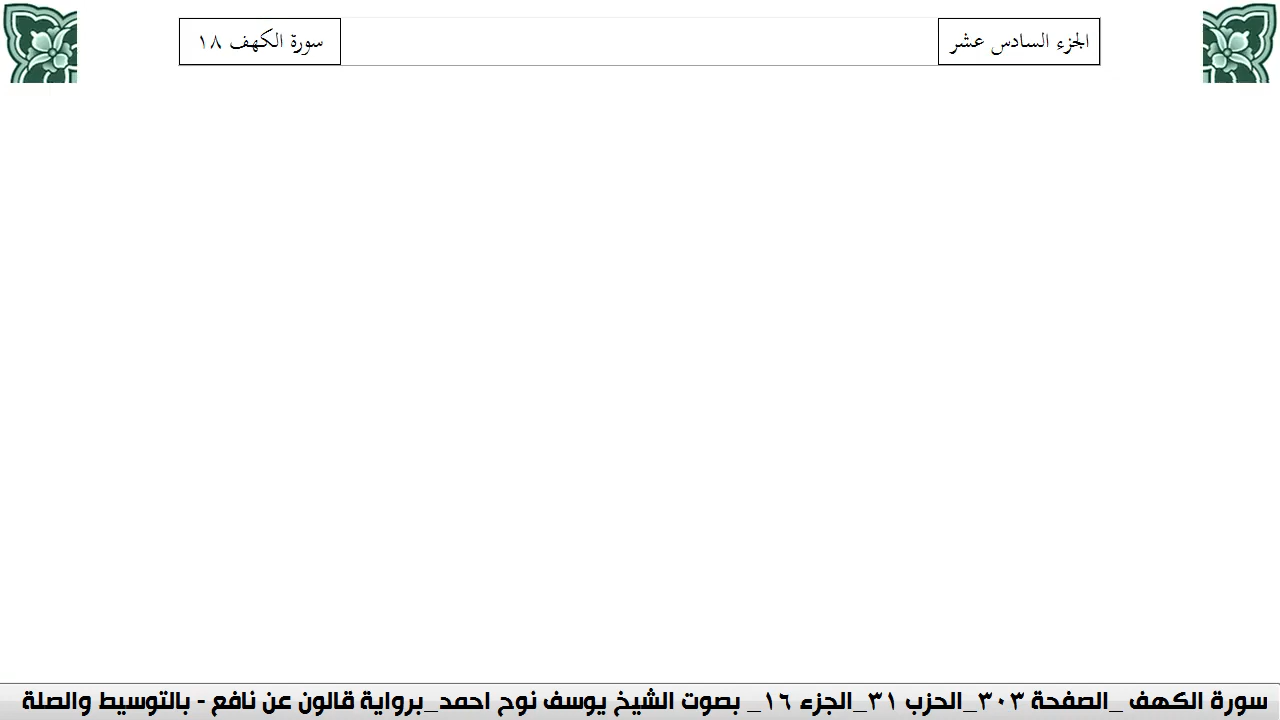 الجزء السادس عشر
سورة الكهف ١٨
سورة الكهف _الصفحة ٣٠٣_الحزب ٣١_الجزء ١٦_ بصوت الشيخ يوسف نوح احمد_برواية قالون عن نافع - بالتوسيط والصلة